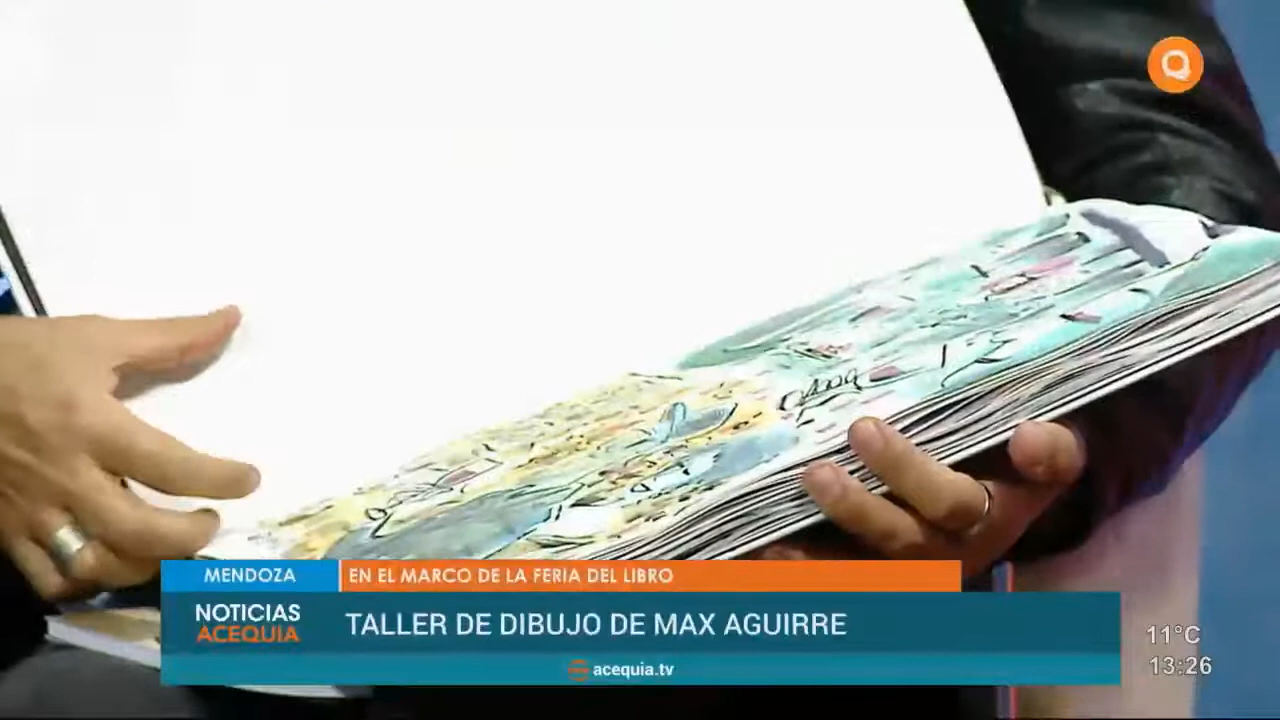 MENDOZA
EN EL MARCO DE LA FERIA DEL LIBRO
NOTICIAS
ACEQUIA
TALLER DE DIBUJO DE MAX AGUIRRE
acequia.tv
11°C
13:26